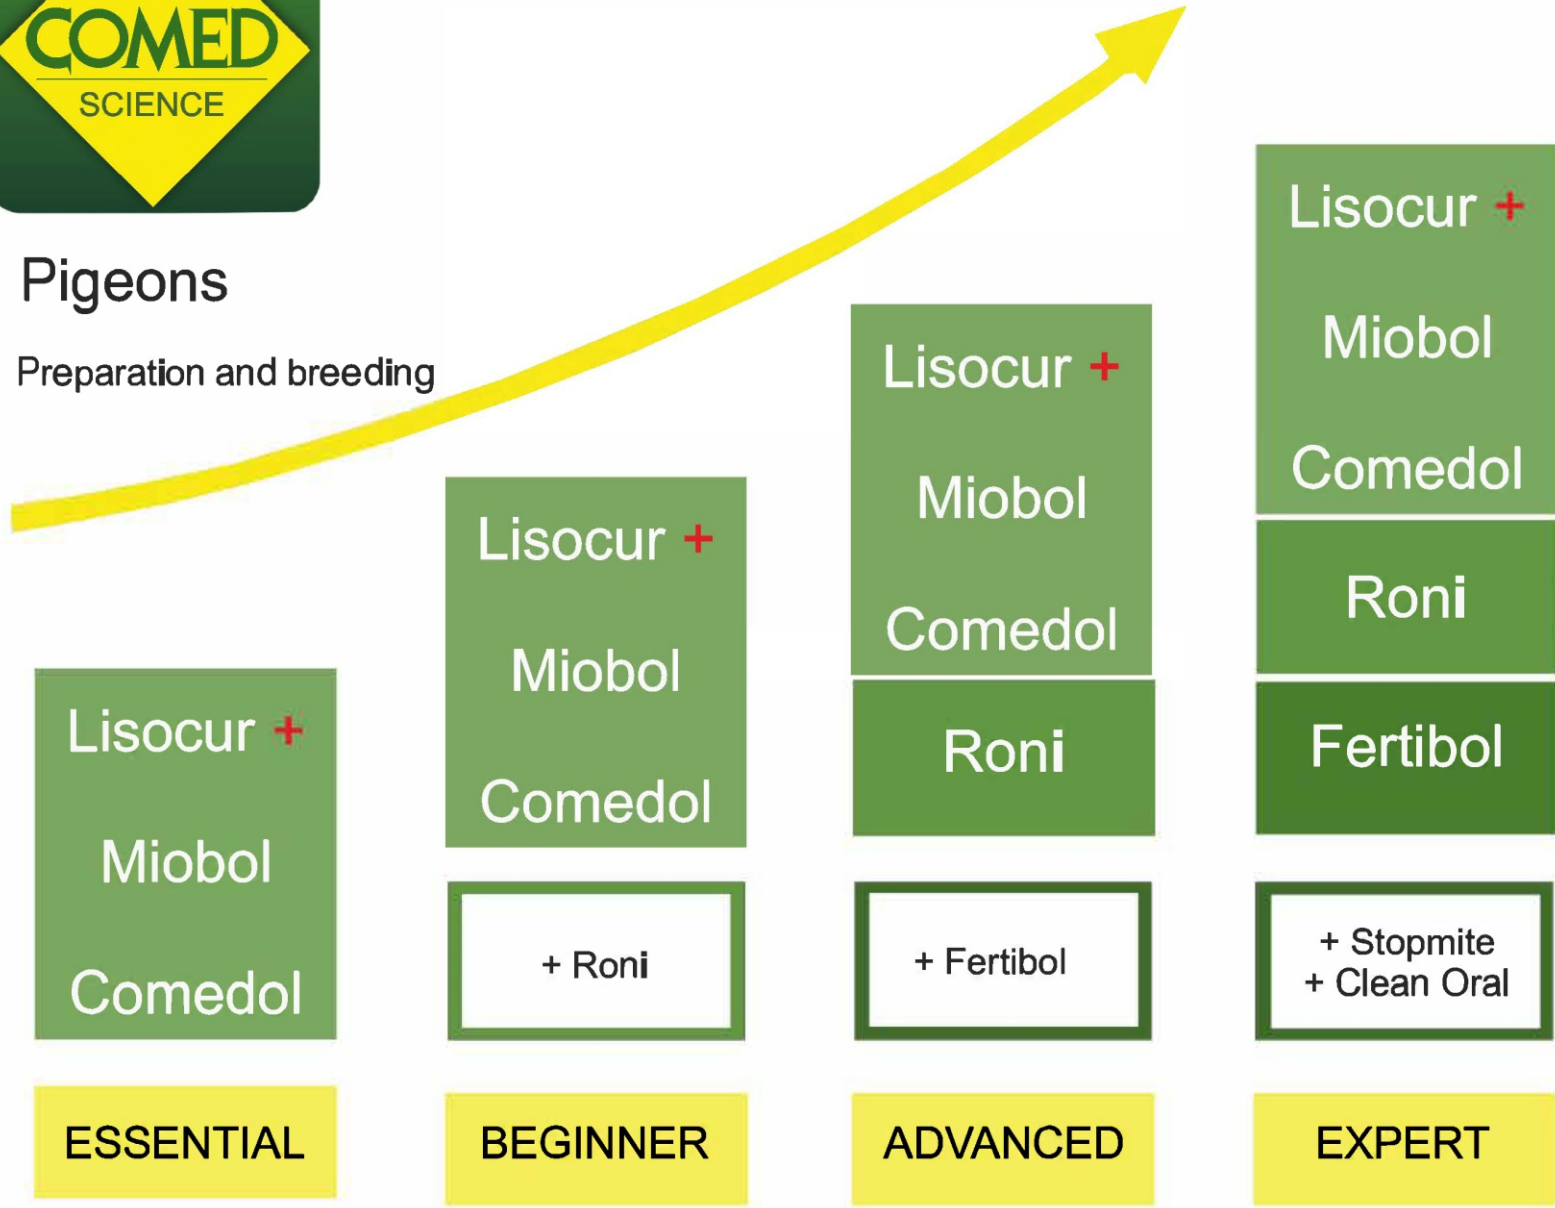 COMED
SCIENCE
Pigeons
Preparation and breeding
Lisocur +
Miobol
Comedol
ESSENTIAL
Lisocur +
Miobol
Comedol
+ Roni
BEGINNER
Lisocur +
Miobol
Comedol
Roni
+ Fertibol
ADVANCED
Lisocur +
Miobol
Comedol
Roni
Fertibol
+ Stopmite
+ Clean Oral
EXPERT